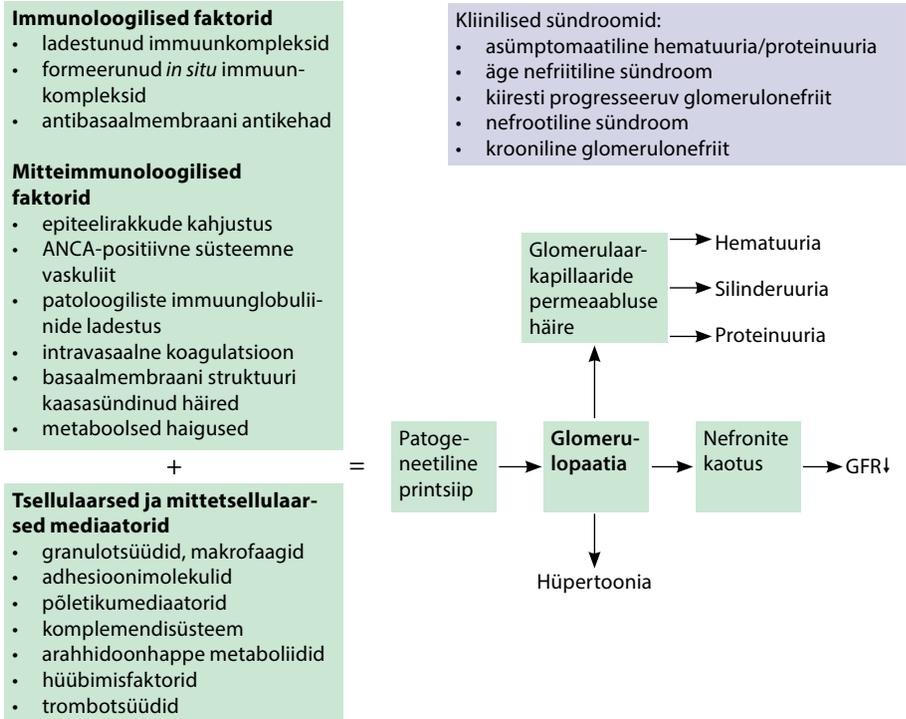 Immunoloogilised faktorid
• ladestunud immuunkompleksid
• formeerunud in situ immuun-
kompleksid
• antibasaalmembraani antikehad
Mitteimmunoloogilised
faktorid
• epiteelirakkude kahjustus
• ANCA-positiivne süsteemne
vaskuliit
• patoloogiliste immuunglobulii-
nide ladestus
• intravasaalne koagulatsioon
• basaalmembraani struktuuri
kaasasündinud häired
• metaboolsed haigused
+
Tsellulaarsed ja mittetsellulaar-
sed mediaatorid
• granulotsüüdid, makrofaagid
• adhesioonimolekulid
• põletikumediaatorid
• komplemendisüsteem
• arahhidoonhappe metaboliidid
• hüübimisfaktorid
• trombotsüüdid
=
Kliinilised sündroomid:
• asümptomaatiline hematuuria/proteinuuria
• äge nefriitiline sündroom
• kiiresti progresseeruv glomerulonefriit
• nefrootiline sündroom
• krooniline glomerulonefriit
Glomerulaar-
kapillaaride
permeaabluse
häire
Hematuuria
Silinderuuria
Proteinuuria
Patoge-
neetiline
printsiip
Glomeru-
lopaatia
Nefronite
kaotus
GFR↓
Hüpertoonia